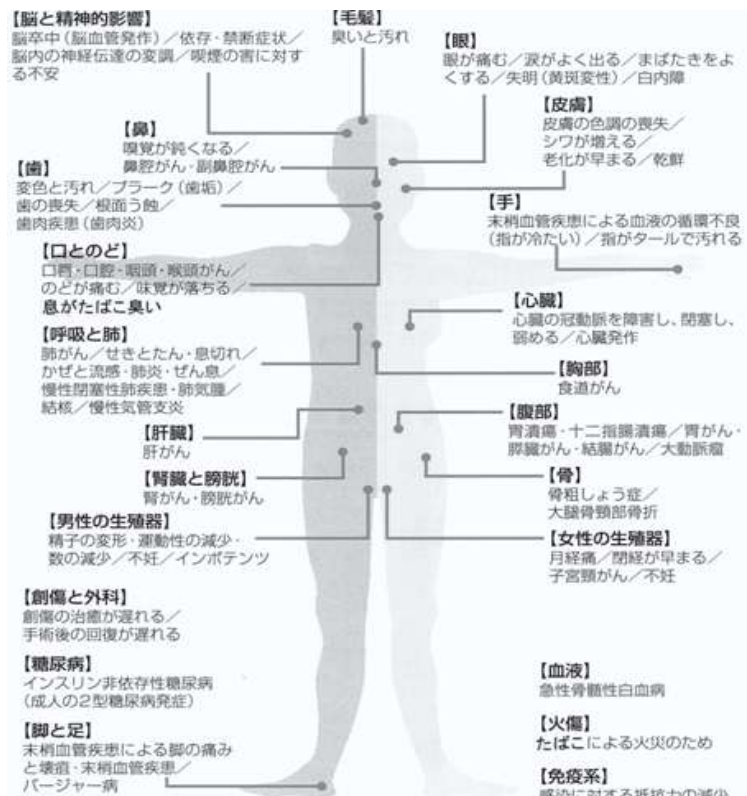 【脳と精神的影響】
脳卒中(脳血管発作)／依存・禁断症状／
脳内の神経伝達の変調／喫煙の害に対す
る不安
【毛髪】
臭いと汚れ
【眼】
眼が痛む／涙がよく出る／まばたきをよ
くする／失明(黄斑変性)／白内障
【鼻】
嗅覚が鈍くなる／
鼻腔がん・副鼻腔がん
【皮膚】
皮膚の色調の喪失／
シワが増える／
老化が早まる／乾鮮
【歯】
変色と汚れ／プラーク(歯垢)／
歯の喪失／根面う蝕／
歯肉疾患(歯肉炎)
【手】
末梢血管疾患による血液の循環不良
(指が冷たい)／指がタールで汚れる
【口とのど】
口唇・口腔・咽頭・喉頭がん／
のどが痛む／味覚が落ちる／
息がたばこ臭い
【心臓】
心臓の冠動脈を障害し、閉塞し、
弱める／心臓発作
【呼吸と肺】
肺がん／せきとたん・息切れ／
かぜと流感・肺炎・ぜん息／
慢性閉塞性肺疾患・肺気腫／
結核／慢性気管支炎
【胸部】
食道がん
【腹部】
胃潰瘍・十二指腸潰瘍／胃がん・
膵臓がん・結腸がん／大動脈瘤
【肝臓】
肝がん
【腎臓と膀胱】
腎がん・膀胱がん
【骨】
骨粗しょう症／
大腿骨頸部骨折
【男性の生殖器】
精子の変形・運動性の減少・
数の減少／不妊／インポテンツ
【女性の生殖器】
月経痛／閉経が早まる／
子宮頸がん／不妊
【創傷と外科】
創傷の治癒が遅れる／
手術後の回復が遅れる
【糖尿病】
インスリン非依存性糖尿病
(成人の2型糖尿病発症)
【血液】
急性骨髄性白血病
【脚と足】
末梢血管疾患による脚の痛み
と壊疽・末梢血管疾患／
バージャー病
【火傷】
たばこによる火災のため
【免疫系】
感染に対する抵抗力の減少